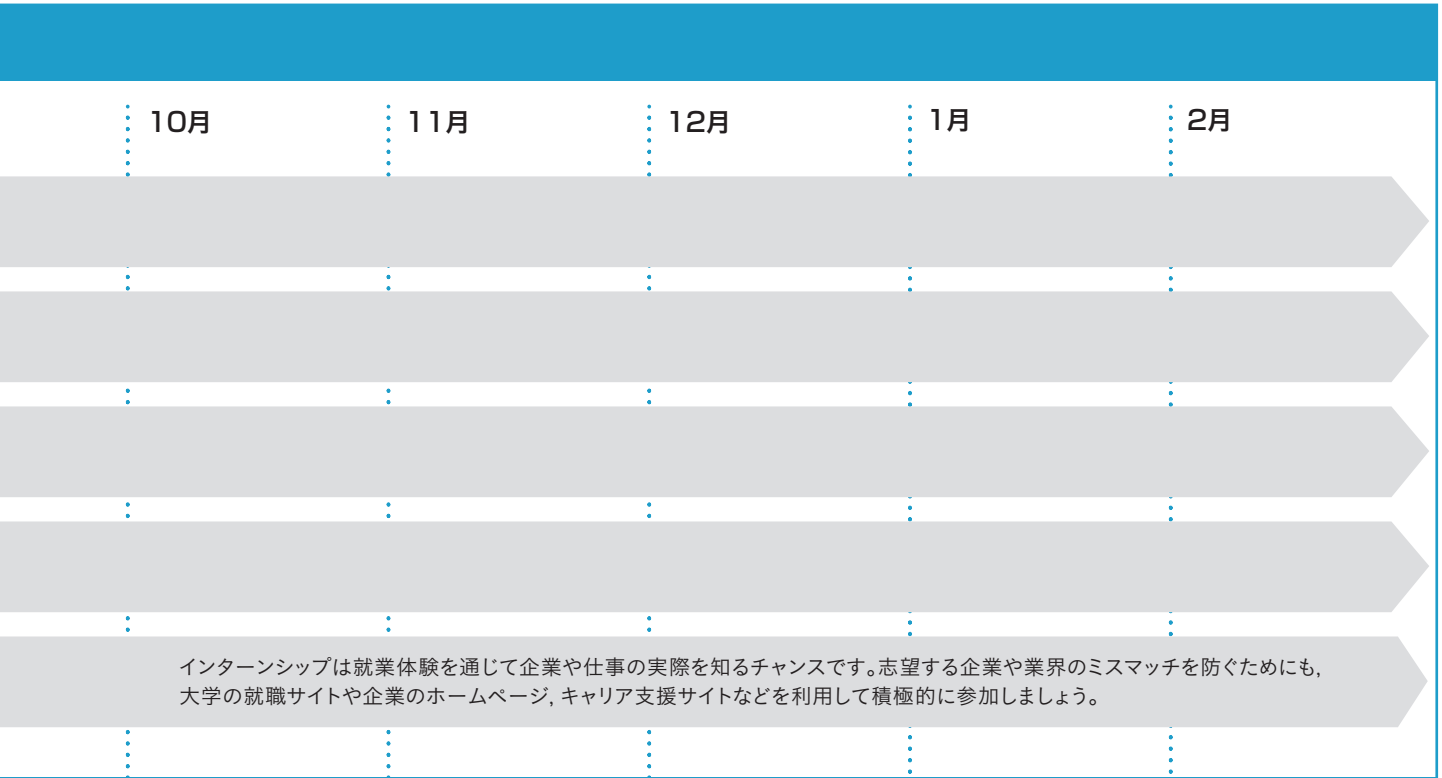 10月 11月 12月 1月 2月
インターンシップは就業体験を通じて企業や仕事の実際を知るチャンスです。志望する企業や業界のミスマッチを防ぐためにも,
大学の就職サイトや企業のホームページ, キャリア支援サイトなどを利用して積極的に参加しましょう。